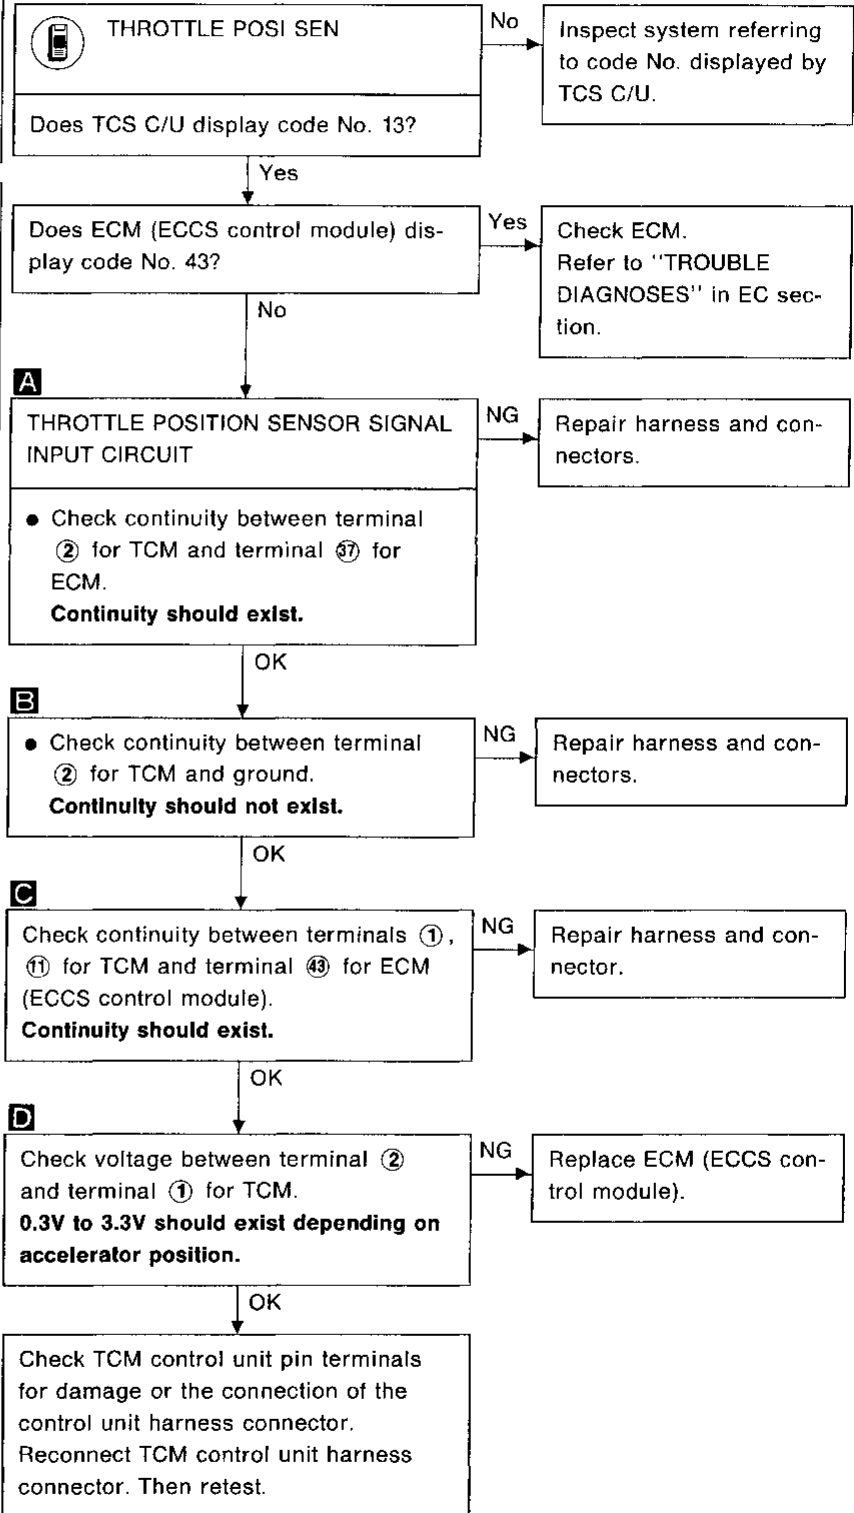 THROTTLE POSI SEN
Does TCS C/U display code No. 13?
No
Inspect system referring
to code No. displayed by
TCS C/U.
Yes
Does ECM (ECCS control module) dis-
play code No. 43?
Yes
Check ECM.
Refer to "TROUBLE
DIAGNOSES" in EC sec-
tion.
No
A
THROTTLE POSITION SENSOR SIGNAL
INPUT CIRCUIT
● Check continuity between terminal
② for TCM and terminal ㊲ for
ECM.
Continuity should exist.
NG
Repair harness and con-
nectors.
OK
B
● Check continuity between terminal
② for TCM and ground.
Continuity should not exist.
NG
Repair harness and con-
nectors.
OK
C
Check continuity between terminals ①,
⑪ for TCM and terminal ㊸ for ECM
(ECCS control module).
Continuity should exist.
NG
Repair harness and con-
nector.
OK
D
Check voltage between terminal ②
and terminal ① for TCM.
0.3V to 3.3V should exist depending on
accelerator position.
NG
Replace ECM (ECCS con-
trol module).
OK
Check TCM control unit pin terminals
for damage or the connection of the
control unit harness connector.
Reconnect TCM control unit harness
connector. Then retest.